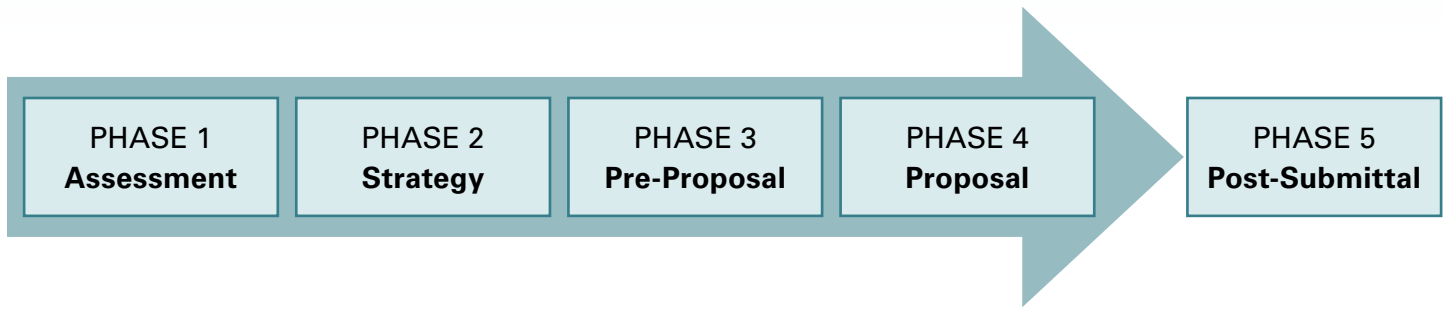 PHASE 1
Assessment
PHASE 2
Strategy
PHASE 3
Pre-Proposal
PHASE 4
Proposal
PHASE 5
Post-Submittal